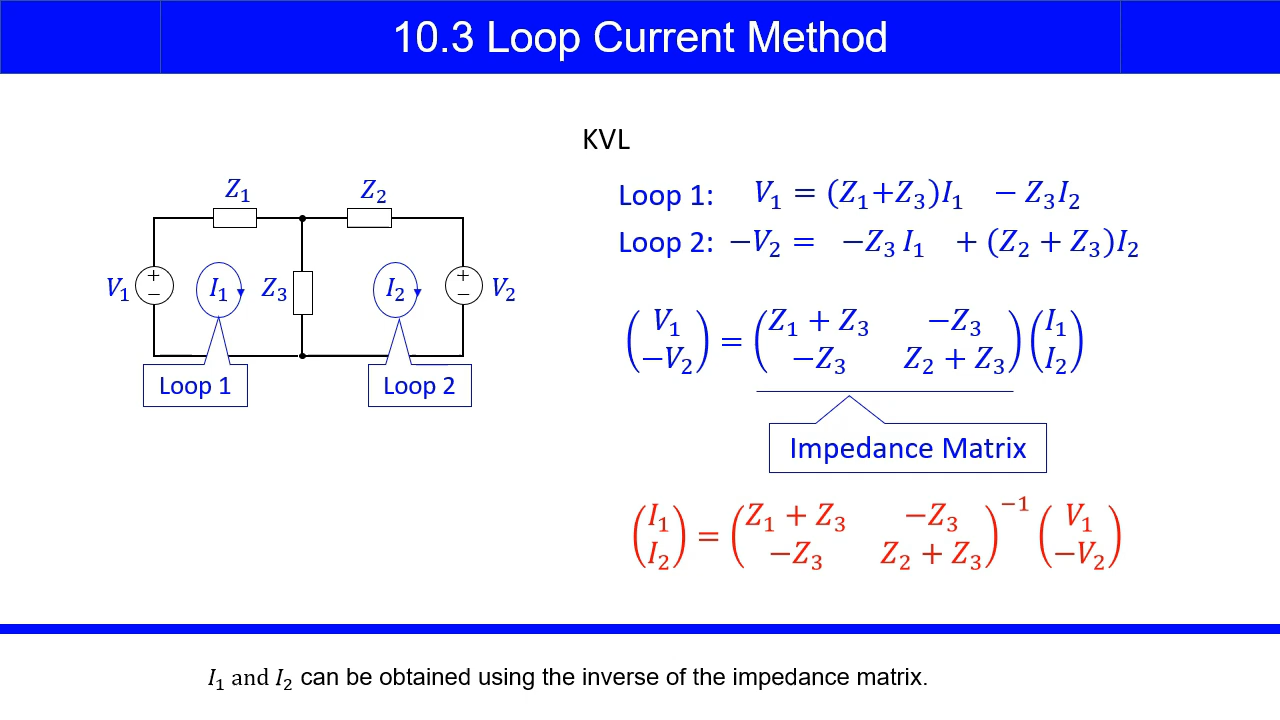 10.3 Loop Current Method
KVL
Loop 1: V₁ = (Z₁+Z₃)I₁ − Z₃I₂
Loop 2: −V₂ = −Z₃ I₁ + (Z₂ + Z₃)I₂
Z₁ Z₂
V₁ + − I₁ Z₃ I₂ + − V₂
Loop 1 Loop 2
(V₁ −V₂) = (Z₁ + Z₃ −Z₃ −Z₃ Z₂ + Z₃)(I₁ I₂)
Impedance Matrix
(I₁ I₂) = (Z₁ + Z₃ −Z₃ −Z₃ Z₂ + Z₃)⁻¹ (V₁ −V₂)
I₁ and I₂ can be obtained using the inverse of the impedance matrix.